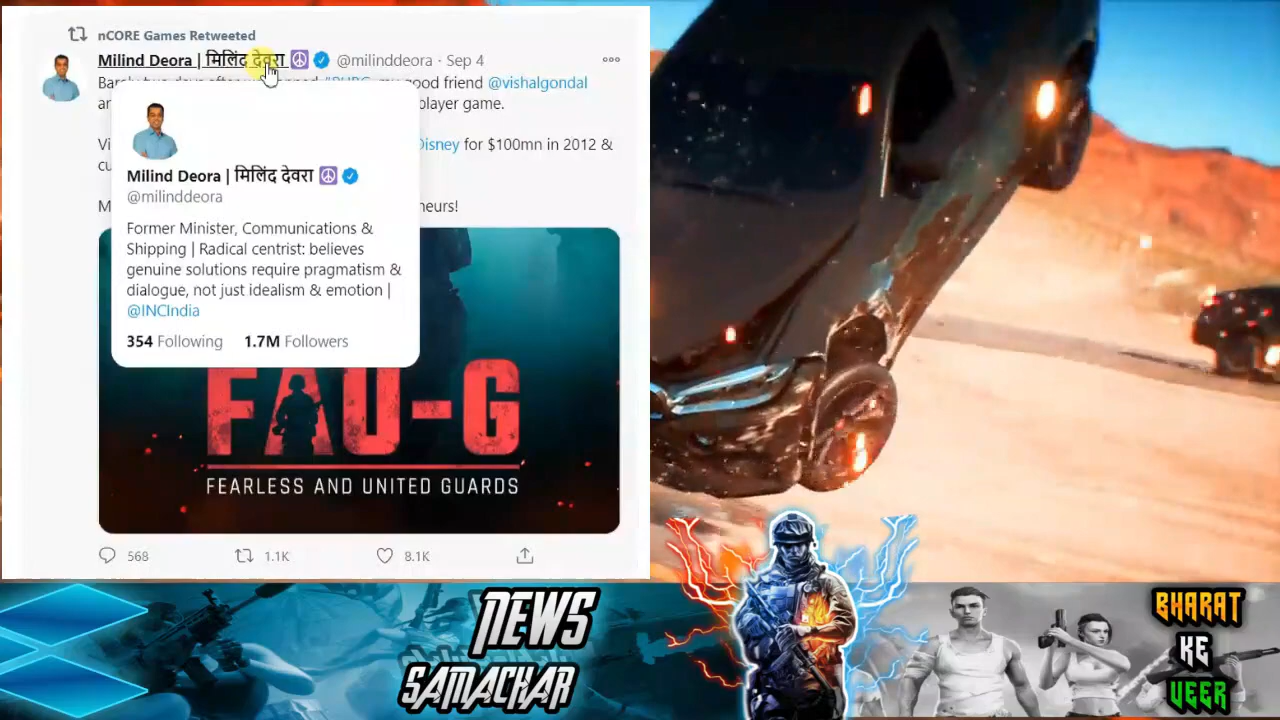 nCORE Games Retweeted
Milind Deora | मिलिंद देवरा ☮ @milinddeora · Sep 4
good friend @vishalgondal
player game.
Disney for $100mn in 2012 &
Milind Deora | मिलिंद देवरा ☮
@milinddeora
Former Minister, Communications &
Shipping | Radical centrist: believes
genuine solutions require pragmatism &
dialogue, not just idealism & emotion |
@INCIndia
354 Following 1.7M Followers
FAU-G
FEARLESS AND UNITED GUARDS
568 1.1K 8.1K
NEWS
SAMACHAR
BHARAT
KE
VEER